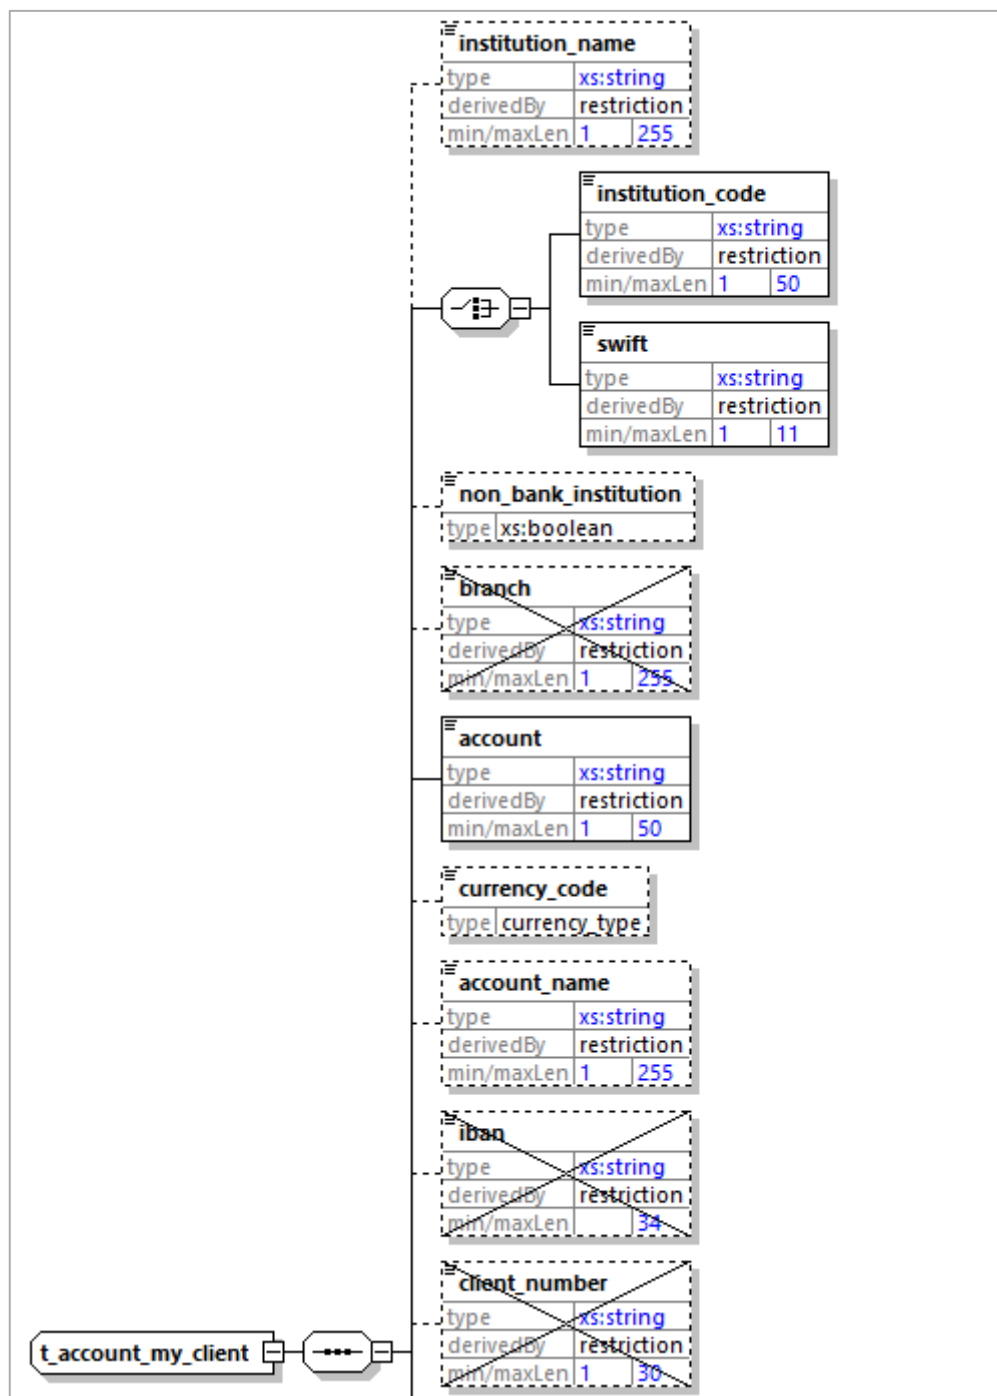 institution_name
type xs:string
derivedBy restriction
min/maxLen 1 255
institution_code
type xs:string
derivedBy restriction
min/maxLen 1 50
swift
type xs:string
derivedBy restriction
min/maxLen 1 11
non_bank_institution
type xs:boolean
branch
type xs:string
derivedBy restriction
min/maxLen 1 255
account
type xs:string
derivedBy restriction
min/maxLen 1 50
currency_code
type currency_type
account_name
type xs:string
derivedBy restriction
min/maxLen 1 255
iban
type xs:string
derivedBy restriction
min/maxLen 34
client_number
type xs:string
derivedBy restriction
min/maxLen 1 30
t_account_my_client